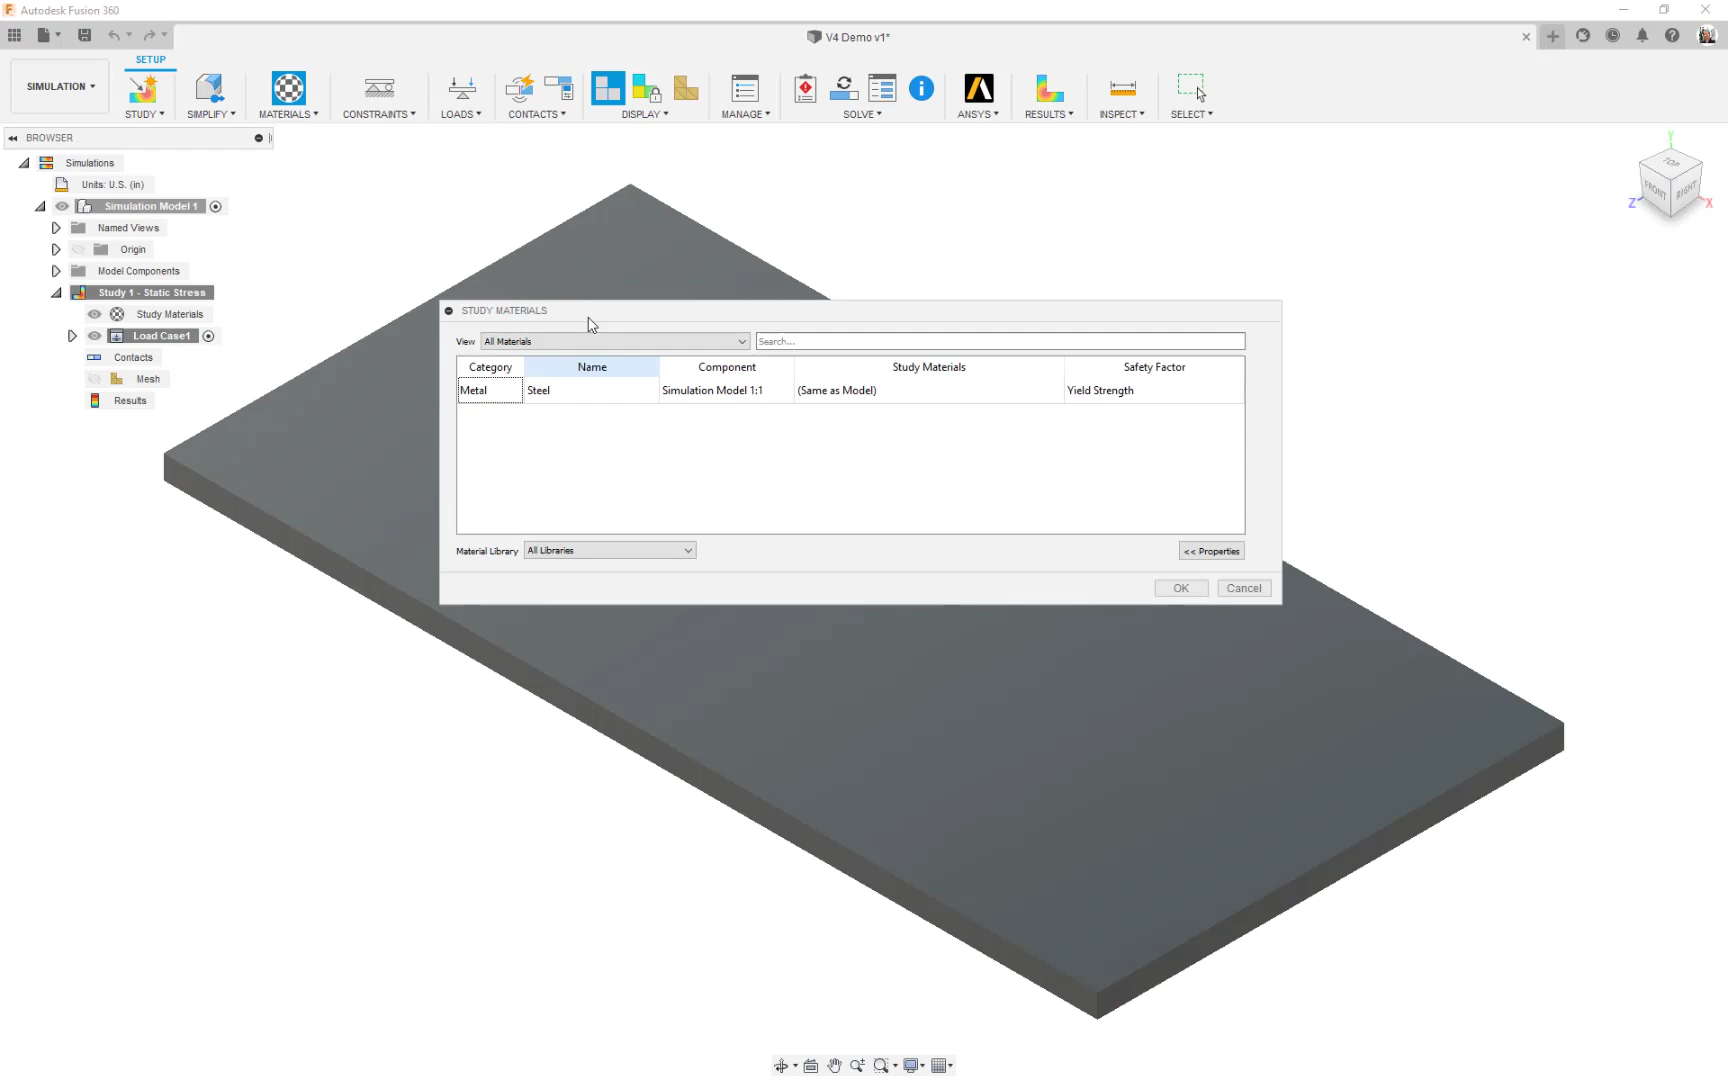 Autodesk Fusion 360
V4 Demo v1*
SETUP
SIMULATION
STUDY
SIMPLIFY
MATERIALS
CONSTRAINTS
LOADS
CONTACTS
DISPLAY
MANAGE
SOLVE
ANSYS
RESULTS
INSPECT
SELECT
BROWSER
Simulations
Units: U.S. (in)
Simulation Model 1
Named Views
Origin
Model Components
Study 1 - Static Stress
Study Materials
Load Case1
Contacts
Mesh
Results
Y
TOP
FRONT
RIGHT
Z
X
STUDY MATERIALS
View All Materials Search...
Category Name Component Study Materials Safety Factor
Metal Steel Simulation Model 1:1 (Same as Model) Yield Strength
Material Library All Libraries << Properties
OK Cancel